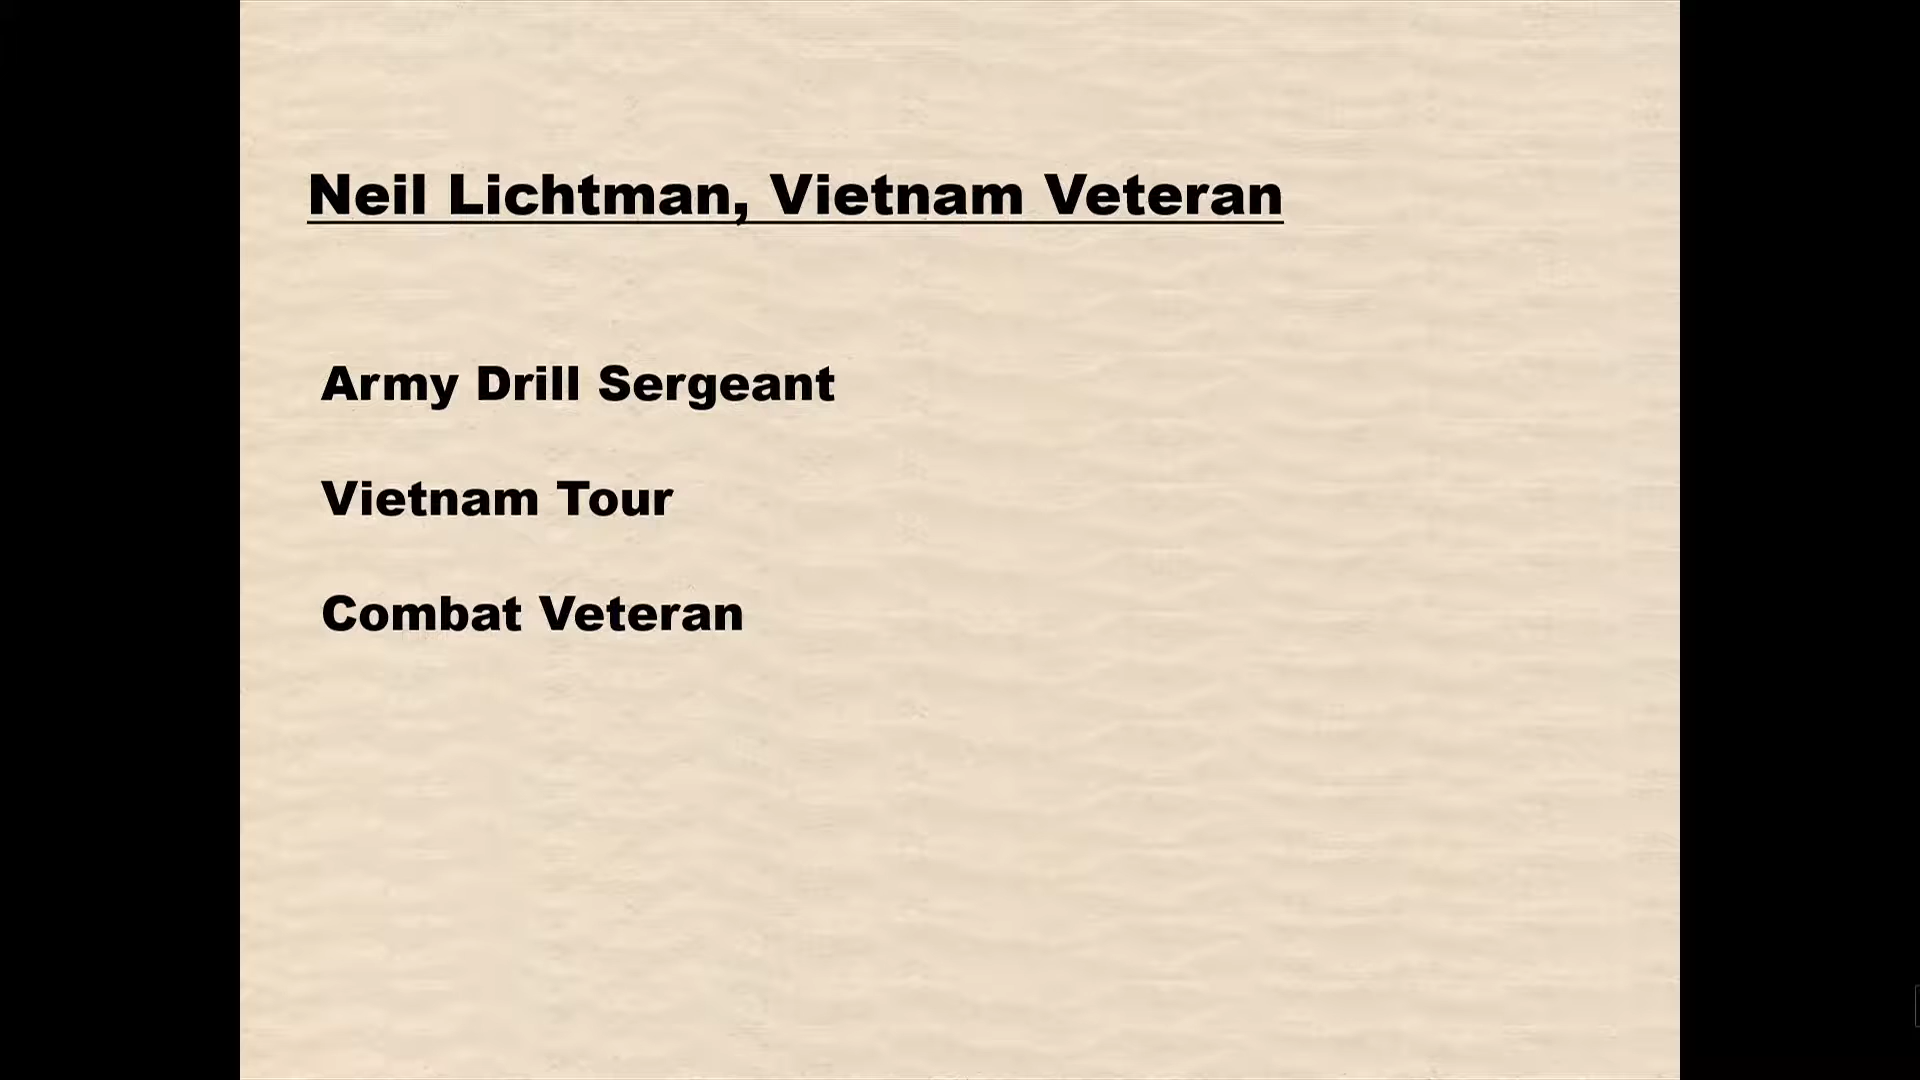 Neil Lichtman, Vietnam Veteran
Army Drill Sergeant
Vietnam Tour
Combat Veteran